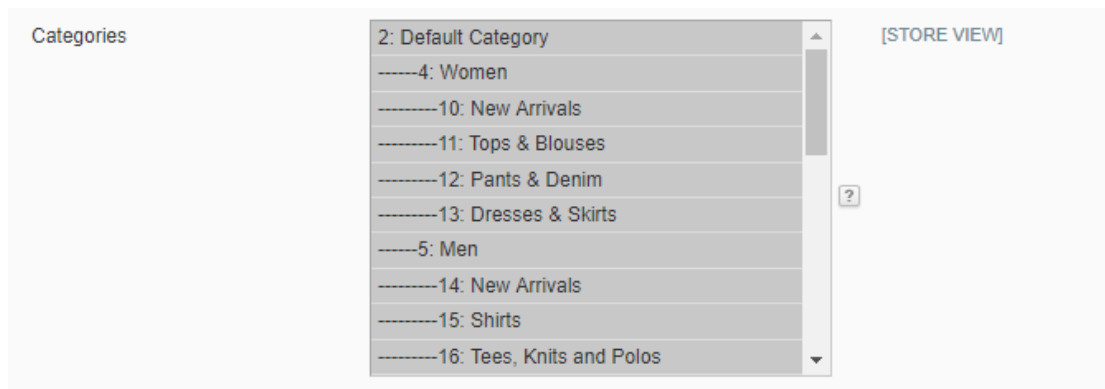 Categories
2: Default Category
[STORE VIEW]
------4: Women
---------10: New Arrivals
---------11: Tops & Blouses
---------12: Pants & Denim
?
---------13: Dresses & Skirts
------5: Men
---------14: New Arrivals
---------15: Shirts
---------16: Tees, Knits and Polos